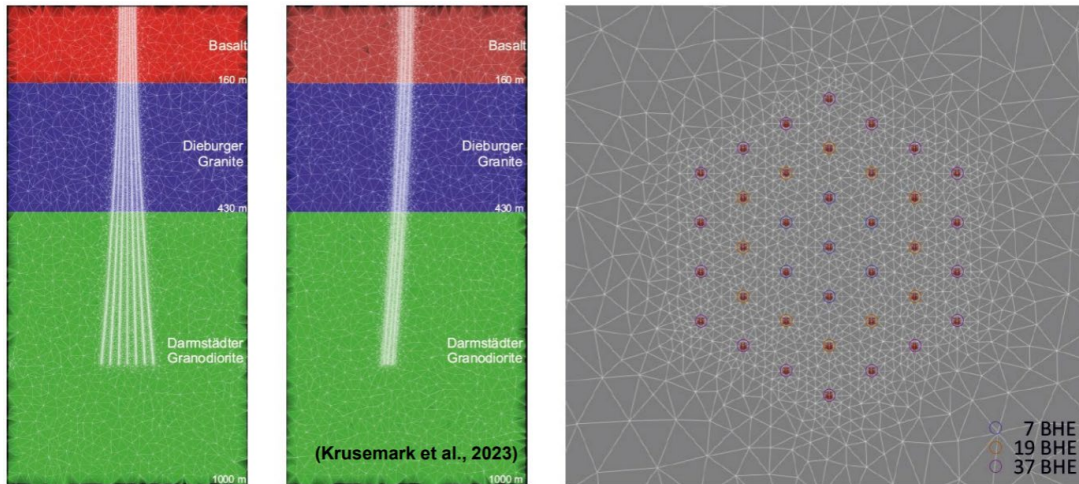 Basalt
160 m
Dieburger
Granite
430 m
Darmstädter
Granodiorite
1000 m
Basalt
160 m
Dieburger
Granite
430 m
Darmstädter
Granodiorite
(Krusemark et al., 2023)
1000 m
7 BHE
19 BHE
37 BHE